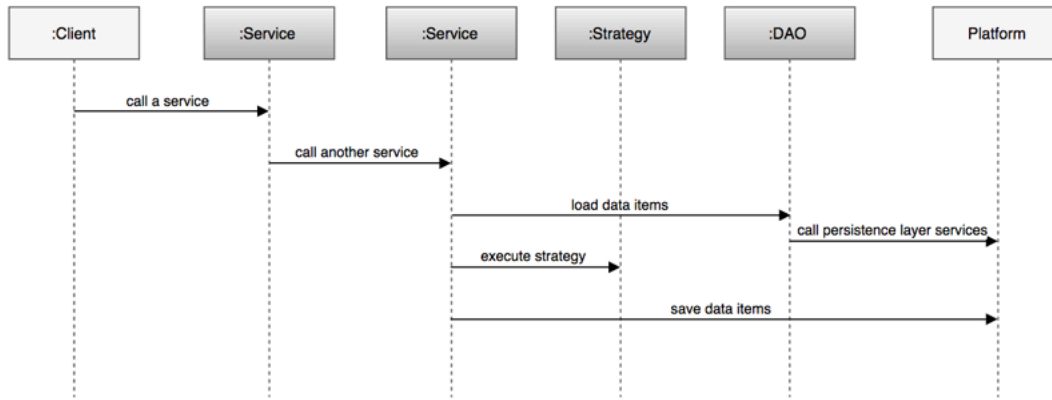 :Client
:Service
:Service
:Strategy
:DAO
Platform
call a service
call another service
load data items
call persistence layer services
execute strategy
save data items